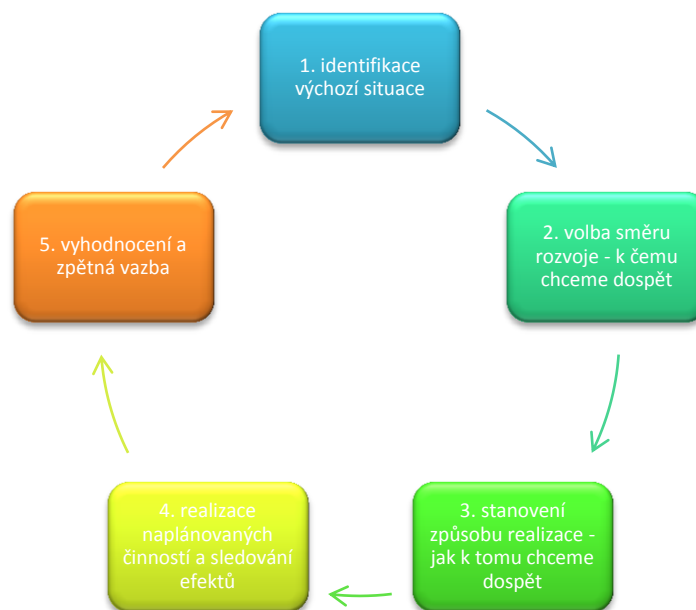 1. identifikace
výchozí situace
2. volba směru
rozvoje - k čemu
chceme dospět
3. stanovení
způsobu realizace -
jak k tomu chceme
dospět
4. realizace
naplánovaných
činností a sledování
efektů
5. vyhodnocení a
zpětná vazba